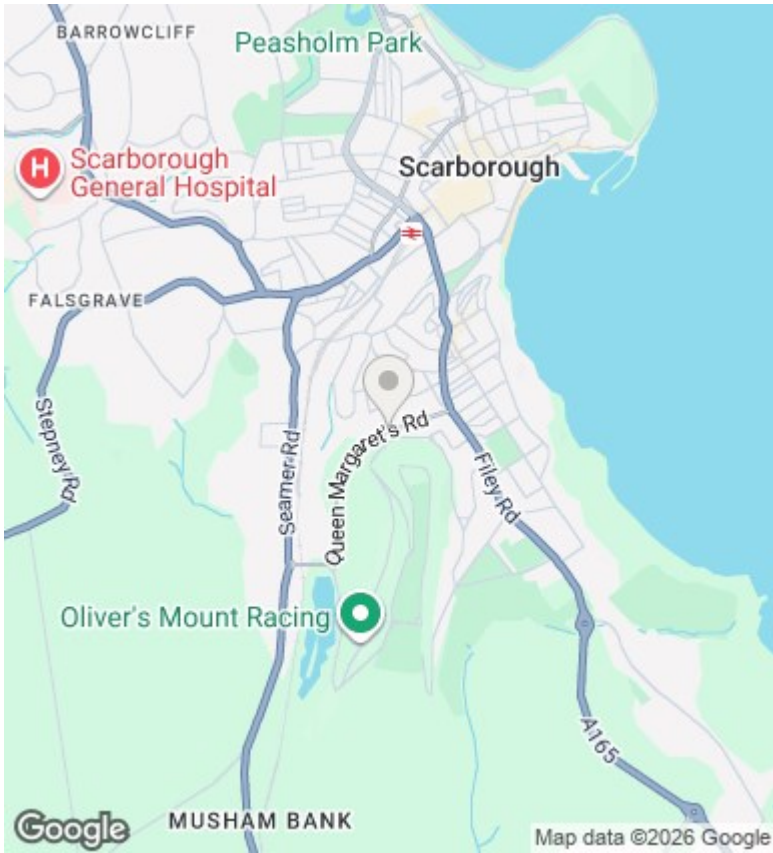 BARROWCLIFF
Peasholm Park
H
Scarborough
General Hospital
Scarborough
FALSGRAVE
Stepney Rd
Seamer Rd
Queen Margaret's Rd
Filey Rd
Oliver's Mount Racing
A165
MUSHAM BANK
Google
Map data ©2026 Google